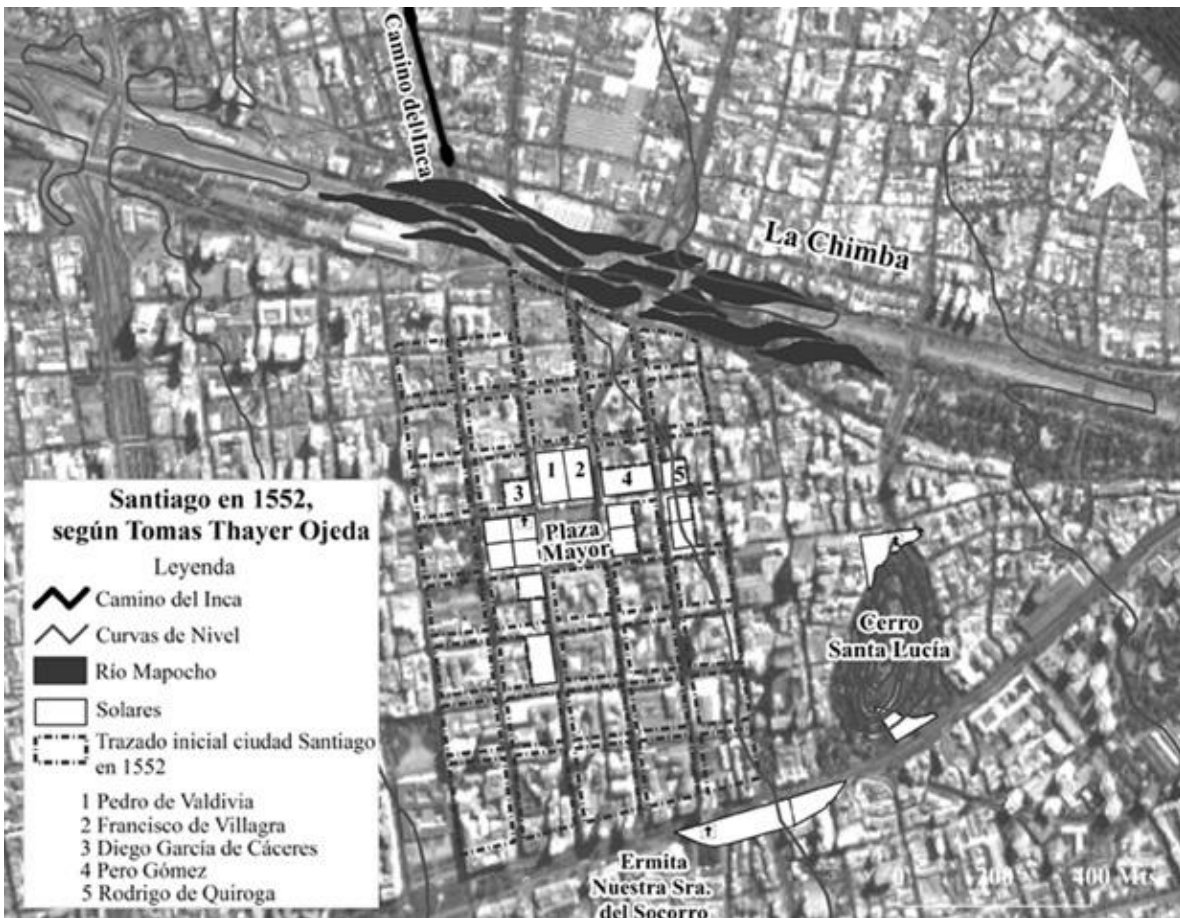 Camino del Inca
N
La Chimba
1
2
3
4
5
Plaza
Mayor
Cerro
Santa Lucía
Ermita
Nuestra Sra.
del Socorro
0 200 400 Mts.
Santiago en 1552,
según Tomas Thayer Ojeda
Leyenda
Camino del Inca
Curvas de Nivel
Río Mapocho
Solares
Trazado inicial ciudad Santiago
en 1552
1 Pedro de Valdivia
2 Francisco de Villagra
3 Diego García de Cáceres
4 Pero Gómez
5 Rodrigo de Quiroga